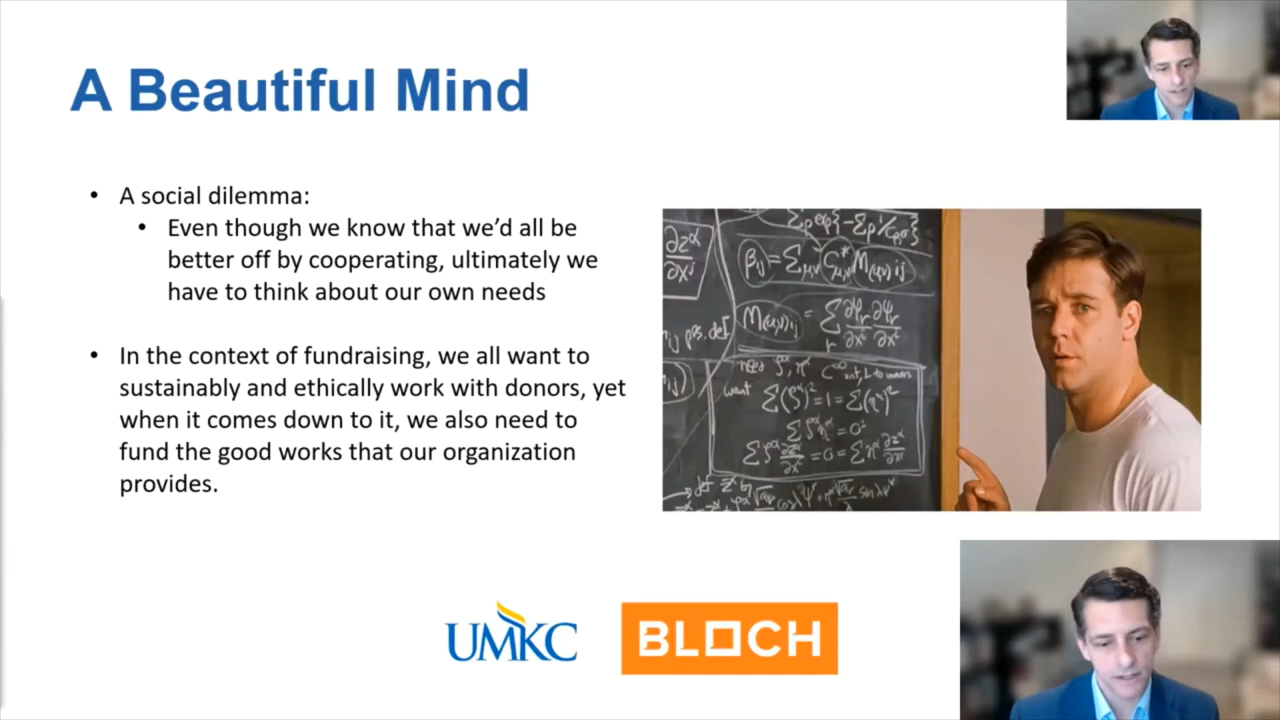 A Beautiful Mind
• A social dilemma:
• Even though we know that we’d all be
better off by cooperating, ultimately we
have to think about our own needs
• In the context of fundraising, we all want to
sustainably and ethically work with donors, yet
when it comes down to it, we also need to
fund the good works that our organization
provides.
UMKC
BLOCH